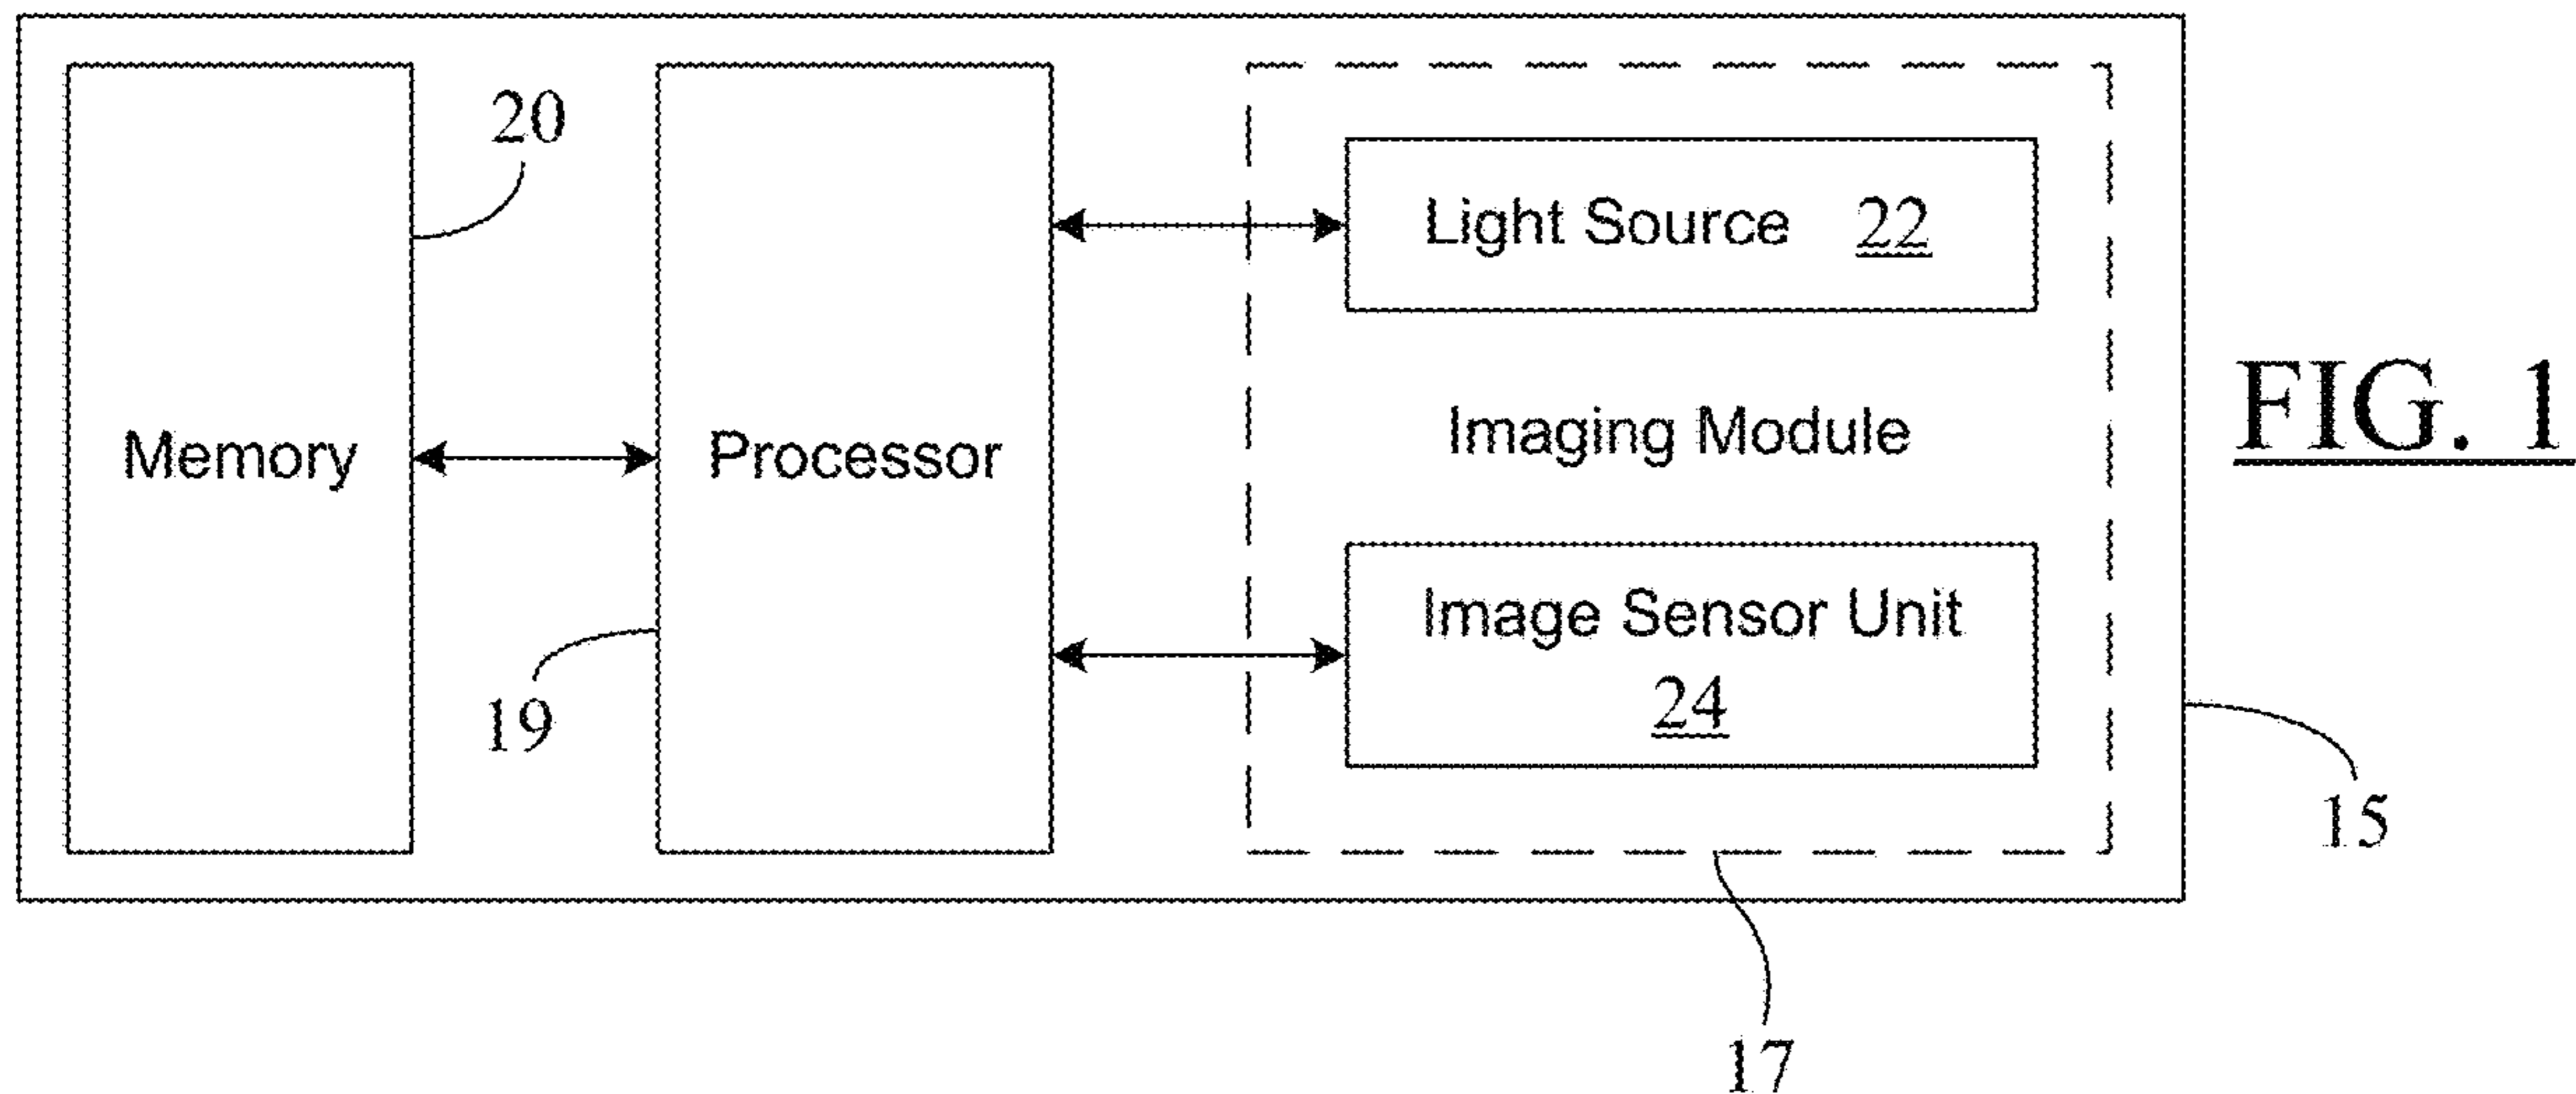 20
Memory
Processor
19
Light Source 22
Imaging Module
Image Sensor Unit
24
FIG. 1
15
17